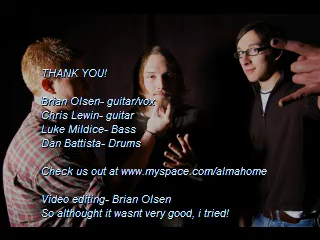 THANK YOU!
Brian Olsen- guitar/vox
Chris Lewin- guitar
Luke Mildice- Bass
Dan Battista- Drums
Check us out at www.myspace.com/almahome
Video editing- Brian Olsen
So althought it wasnt very good, i tried!